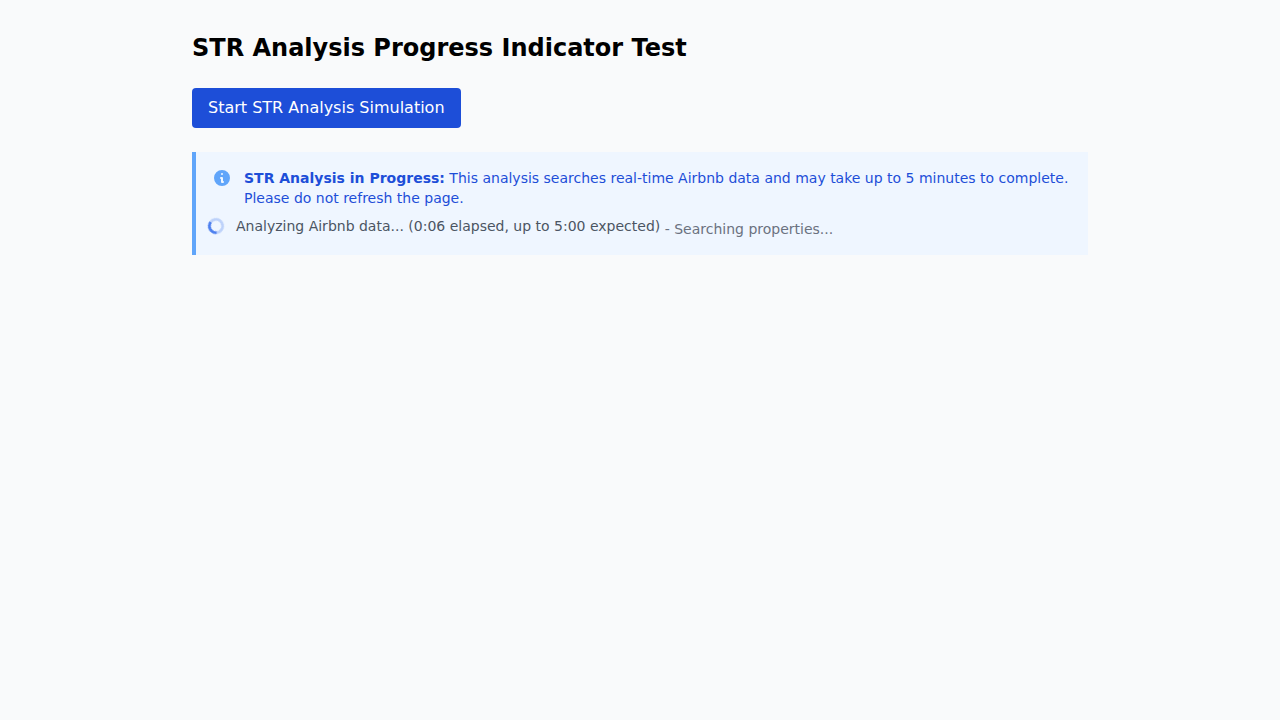 STR Analysis Progress Indicator Test
Start STR Analysis Simulation
STR Analysis in Progress: This analysis searches real-time Airbnb data and may take up to 5 minutes to complete.
Please do not refresh the page.
Analyzing Airbnb data... (0:06 elapsed, up to 5:00 expected) - Searching properties...